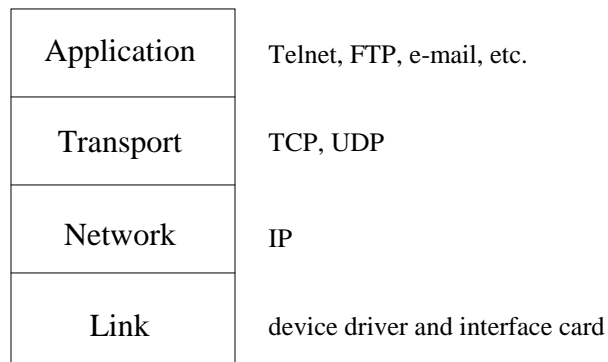 Application Telnet, FTP, e-mail, etc.
Transport TCP, UDP
Network IP
Link device driver and interface card